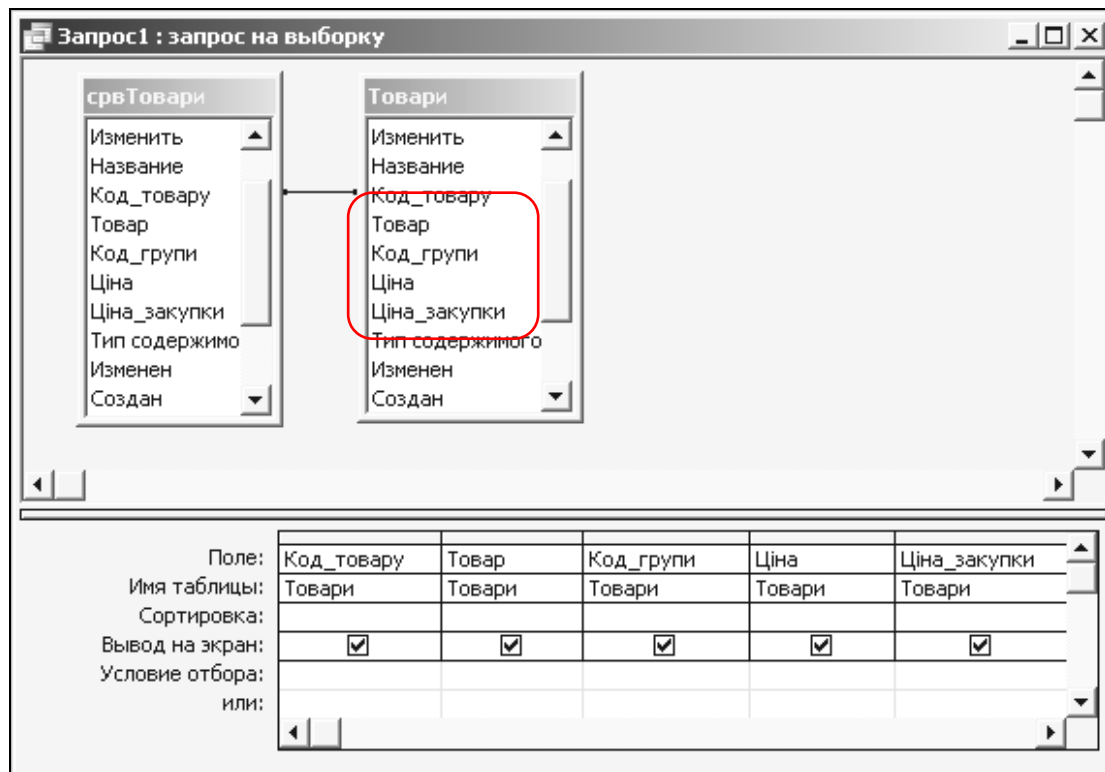 Запрос1 : запрос на выборку
срвТовари
Изменить
Название
Код_товару
Товар
Код_групи
Ціна
Ціна_закупки
Тип содержимо
Изменен
Создан
Товари
Изменить
Название
Код_товару
Товар
Код_групи
Ціна
Ціна_закупки
Тип содержимого
Изменен
Создан
Поле: Код_товару Товар Код_групи Ціна Ціна_закупки
Имя таблицы: Товари Товари Товари Товари Товари
Сортировка:
Вывод на экран:
Условие отбора:
или: